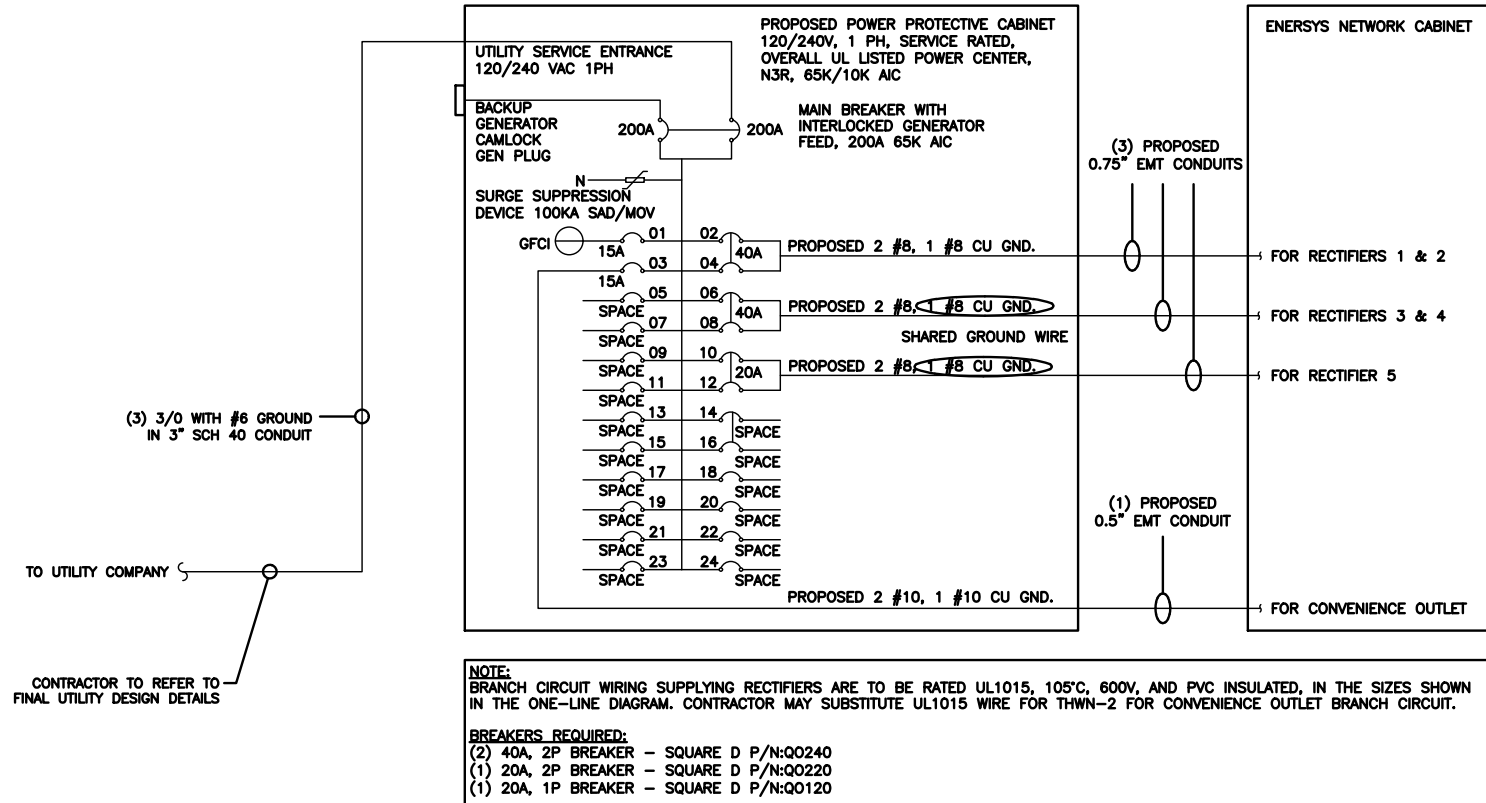 UTILITY SERVICE ENTRANCE
120/240 VAC 1PH
PROPOSED POWER PROTECTIVE CABINET
120/240V, 1 PH, SERVICE RATED,
OVERALL UL LISTED POWER CENTER,
N3R, 65K/10K AIC
ENERSYS NETWORK CABINET
BACKUP
GENERATOR
CAMLOCK
GEN PLUG
200A
200A
MAIN BREAKER WITH
INTERLOCKED GENERATOR
FEED, 200A 65K AIC
(3) PROPOSED
0.75" EMT CONDUITS
N
SURGE SUPPRESSION
DEVICE 100KA SAD/MOV
GFCI
15A
01
02
40A
PROPOSED 2 #8, 1 #8 CU GND.
FOR RECTIFIERS 1 & 2
15A
03
04
SPACE
05
06
40A
PROPOSED 2 #8, 1 #8 CU GND.
FOR RECTIFIERS 3 & 4
SPACE
07
08
SHARED GROUND WIRE
SPACE
09
10
20A
PROPOSED 2 #8, 1 #8 CU GND.
FOR RECTIFIER 5
SPACE
11
12
SPACE
13
14
SPACE
SPACE
15
16
SPACE
SPACE
17
18
SPACE
SPACE
19
20
SPACE
SPACE
21
22
SPACE
SPACE
23
24
SPACE
(3) 3/0 WITH #6 GROUND
IN 3" SCH 40 CONDUIT
(1) PROPOSED
0.5" EMT CONDUIT
TO UTILITY COMPANY
PROPOSED 2 #10, 1 #10 CU GND.
FOR CONVENIENCE OUTLET
CONTRACTOR TO REFER TO
FINAL UTILITY DESIGN DETAILS
NOTE:
BRANCH CIRCUIT WIRING SUPPLYING RECTIFIERS ARE TO BE RATED UL1015, 105°C, 600V, AND PVC INSULATED, IN THE SIZES SHOWN
IN THE ONE-LINE DIAGRAM. CONTRACTOR MAY SUBSTITUTE UL1015 WIRE FOR THWN-2 FOR CONVENIENCE OUTLET BRANCH CIRCUIT.
BREAKERS REQUIRED:
(2) 40A, 2P BREAKER - SQUARE D P/N:QO240
(1) 20A, 2P BREAKER - SQUARE D P/N:QO220
(1) 20A, 1P BREAKER - SQUARE D P/N:QO120